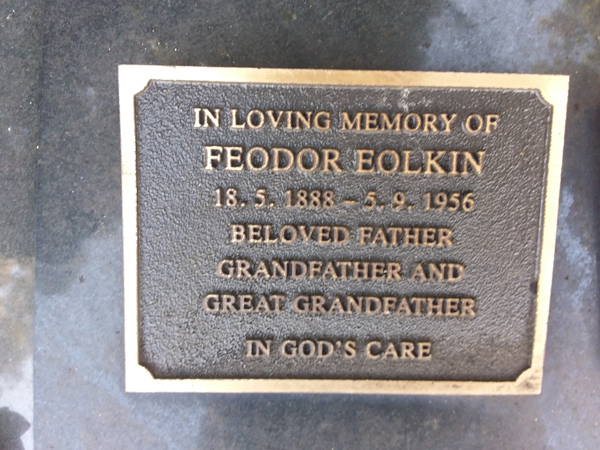 IN LOVING MEMORY OF
FEODOR EOLKIN
18. 5. 1888 – 5. 9. 1956
BELOVED FATHER
GRANDFATHER AND
GREAT GRANDFATHER
IN GOD'S CARE